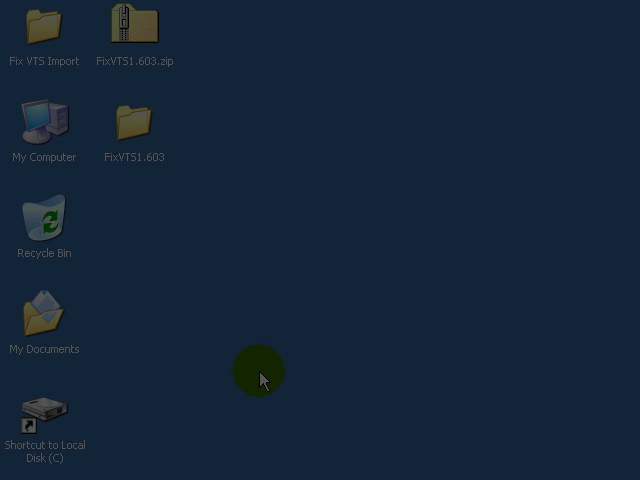 Fix VTS Import
FixVTS1.603.zip
My Computer
FixVTS1.603
Recycle Bin
My Documents
Shortcut to Local
Disk (C)